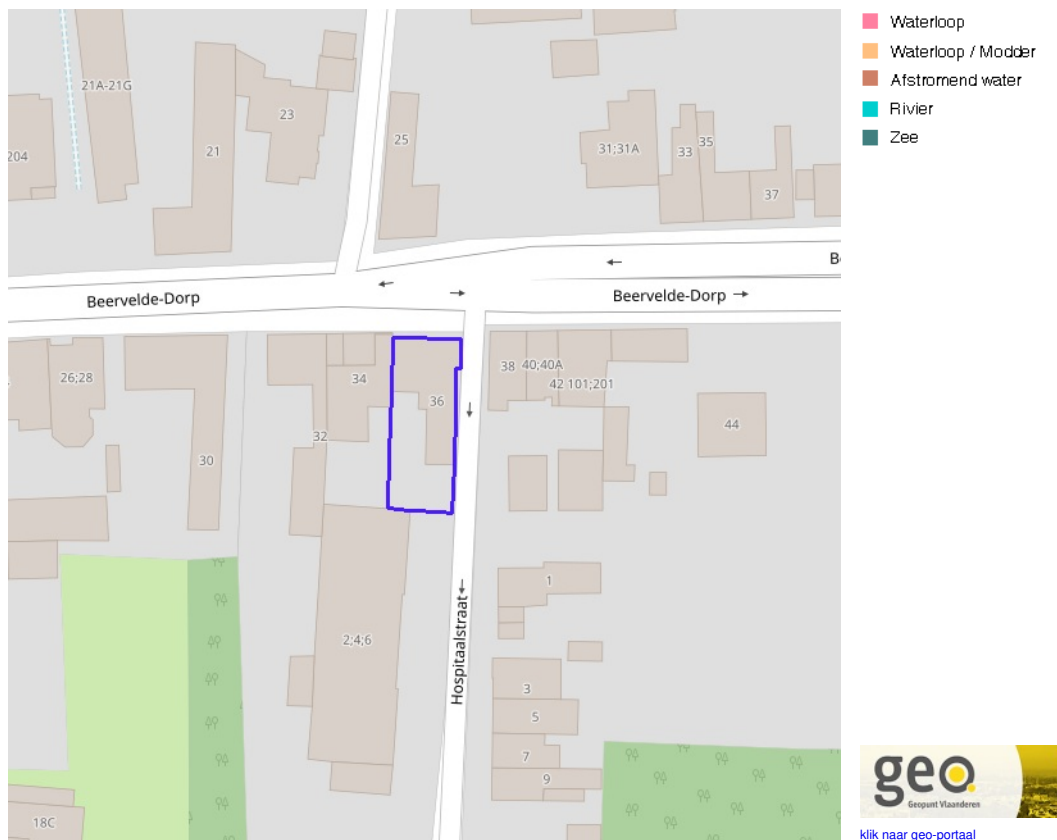 Waterloop
Waterloop / Modder
Afstromend water
Rivier
Zee
21A-21G
23
21
25
204
31;31A
33
35
37
Beervelde-Dorp
Beervelde-Dorp
26;28
34
36
38
40;40A
42 101;201
44
32
30
1
2;4;6
Hospitaalstraat
3
5
7
9
18C
geo
Geopunt Vlaanderen
klik naar geo-portaal